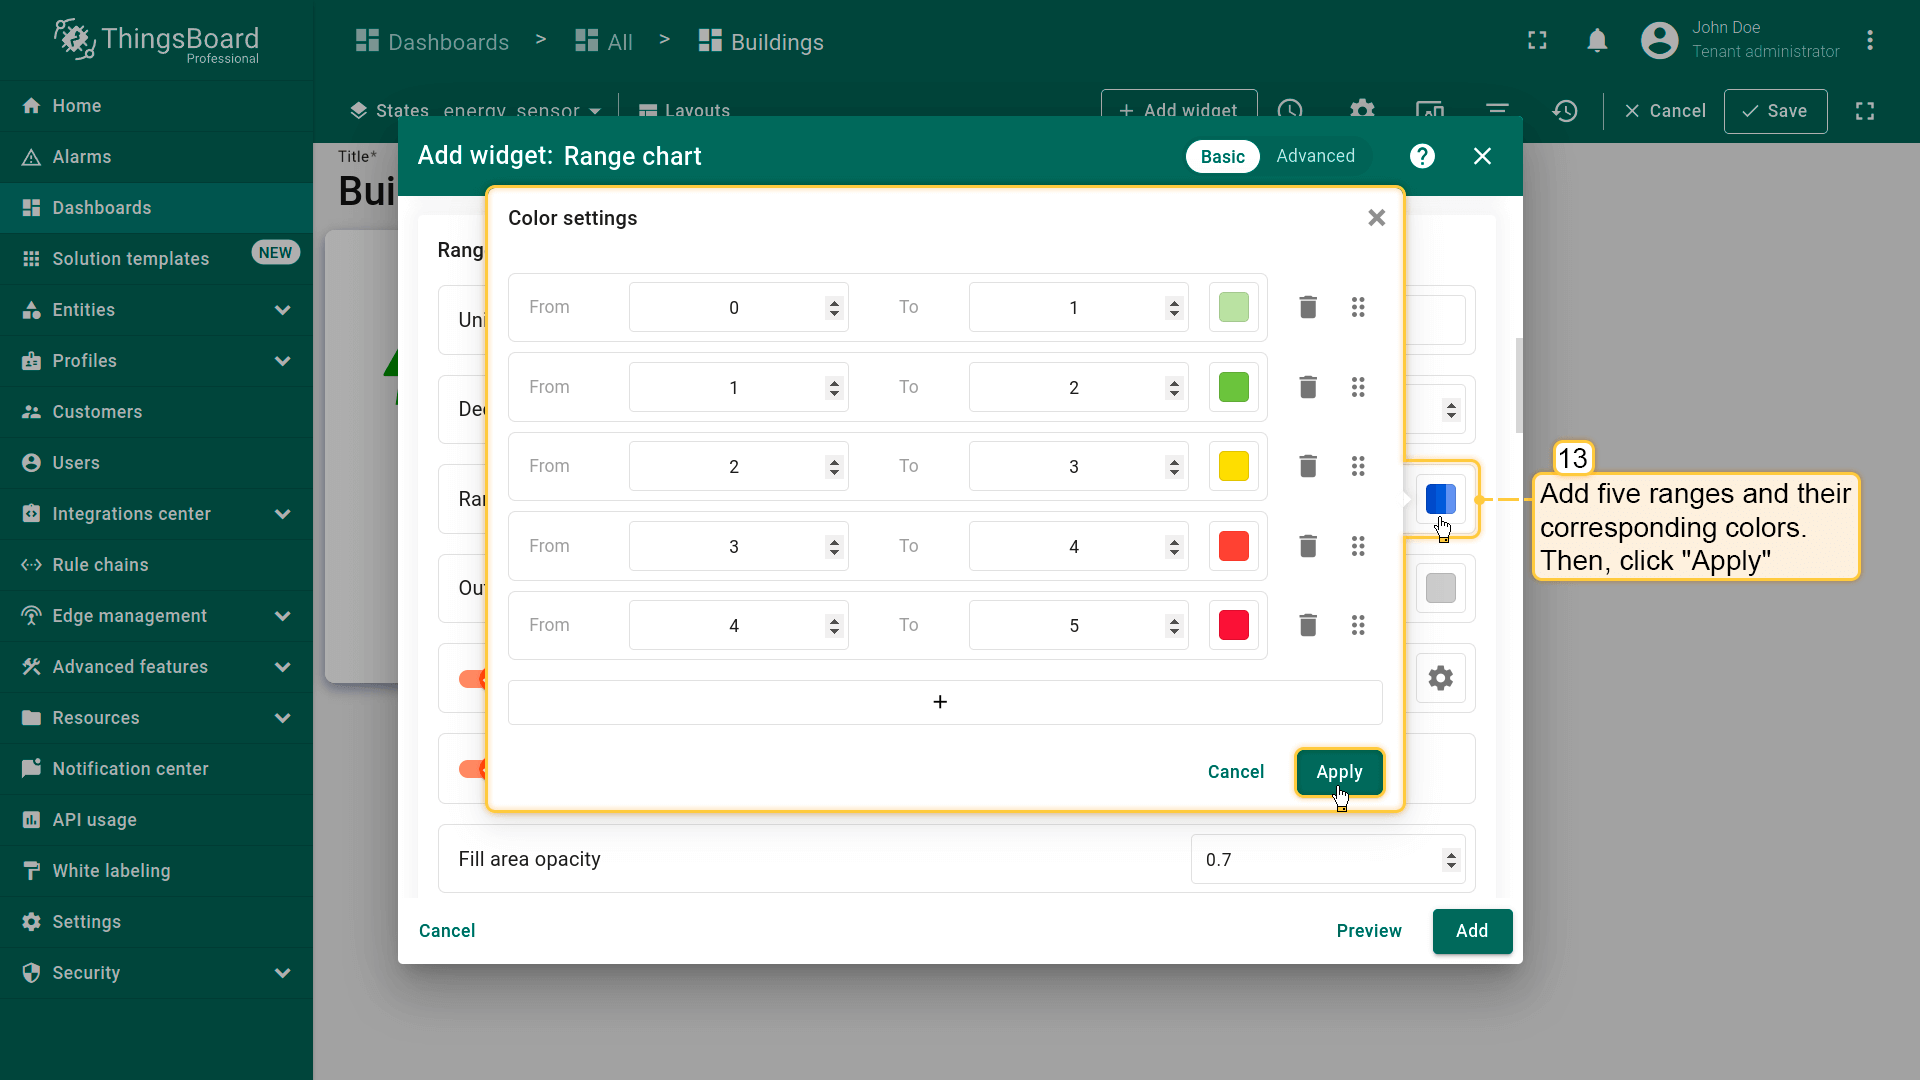 ThingsBoard
Professional
Dashboards > All > Buildings
John Doe
Tenant administrator
States energy_sensor
Layouts
+ Add widget
Cancel
Save
Home
Alarms
Dashboards
Solution templates NEW
Entities
Profiles
Customers
Users
Integrations center
Rule chains
Edge management
Advanced features
Resources
Notification center
API usage
White labeling
Settings
Security
Title*
Bui
Add widget: Range chart
Basic Advanced
Rang
Uni
Dec
Ran
Ou
Color settings
From 0 To 1
From 1 To 2
From 2 To 3
From 3 To 4
From 4 To 5
+
Cancel Apply
Fill area opacity 0.7
Cancel Preview Add
13
Add five ranges and their
corresponding colors.
Then, click "Apply"